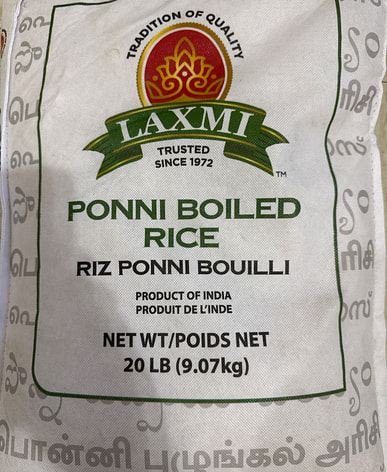 TRADITION OF QUALITY
LAXMI
TRUSTED
SINCE 1972
TM
PONNI BOILED
RICE
RIZ PONNI BOUILLI
PRODUCT OF INDIA
PRODUIT DE L'INDE
NET WT/POIDS NET
20 LB (9.07kg)
பொன்னி புழுங்கல் அரிசி